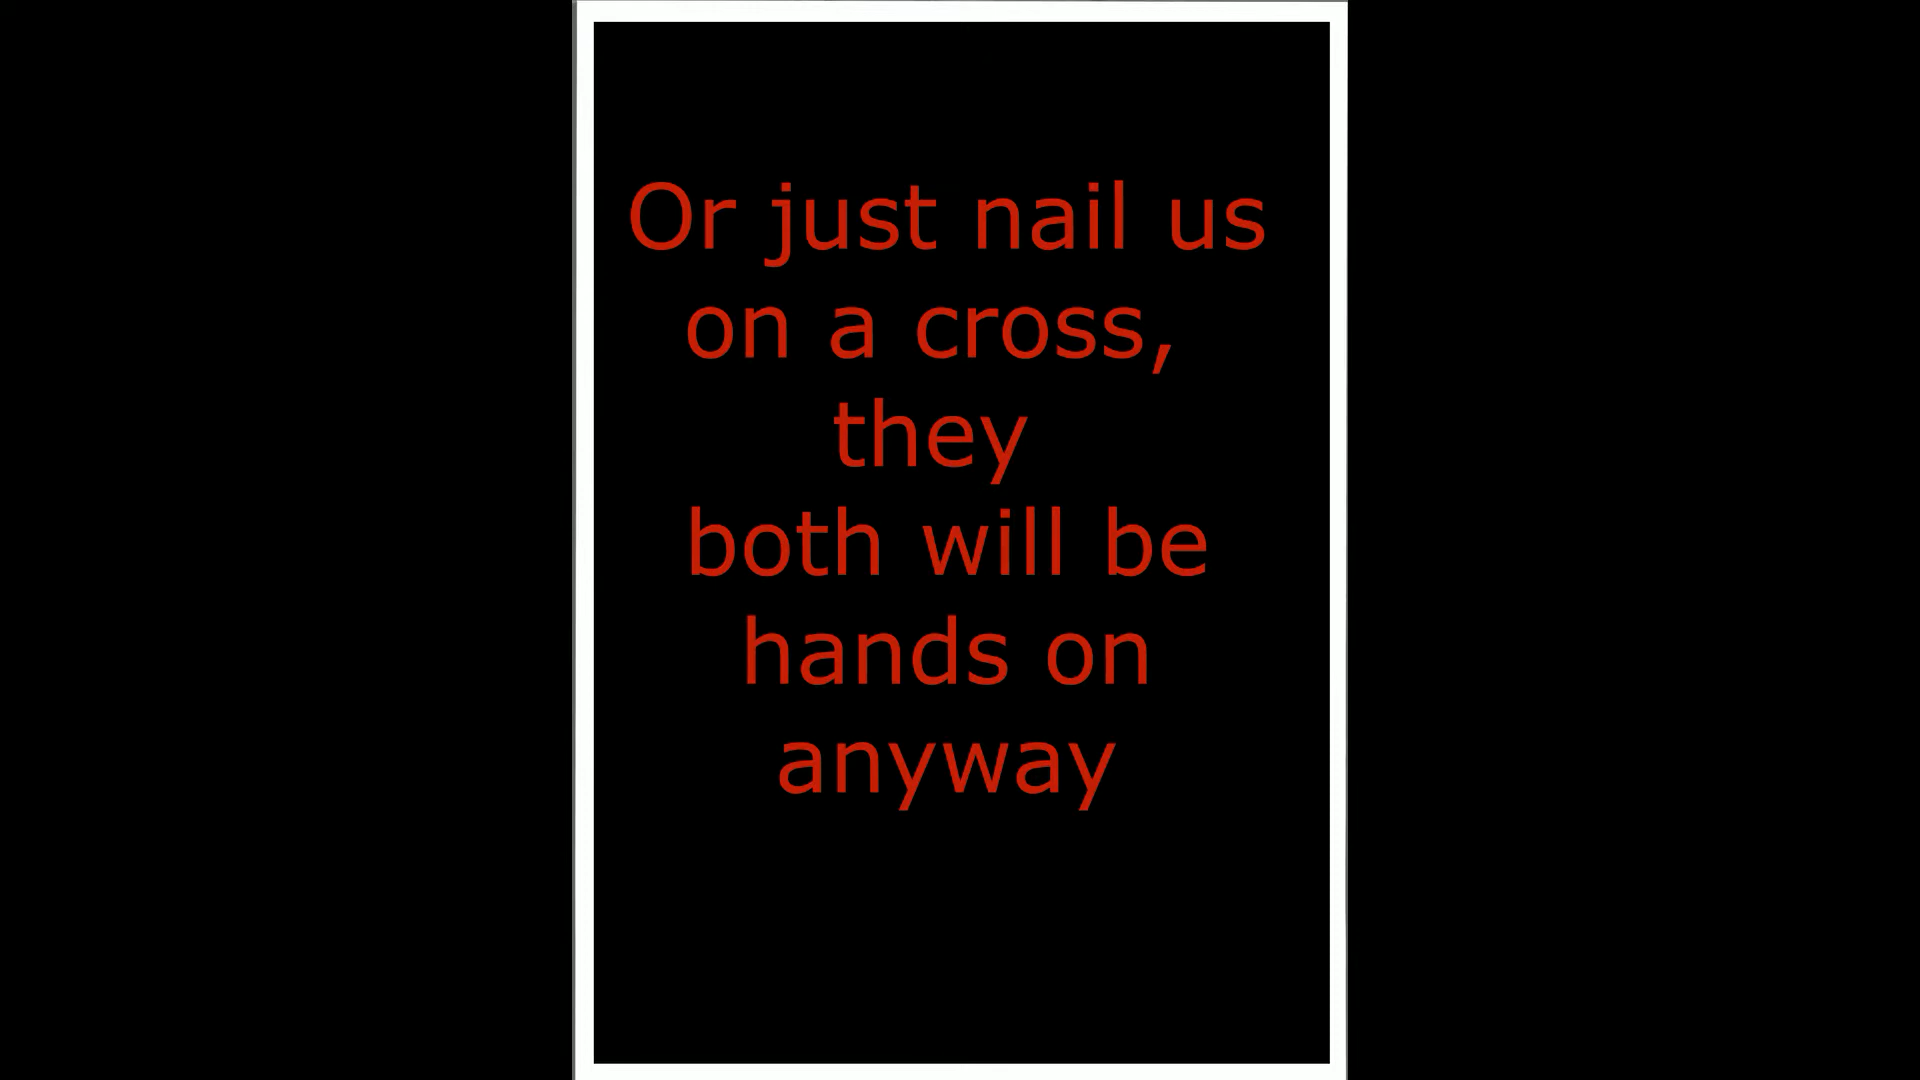 Or just nail us
on a cross,
they
both will be
hands on
anyway